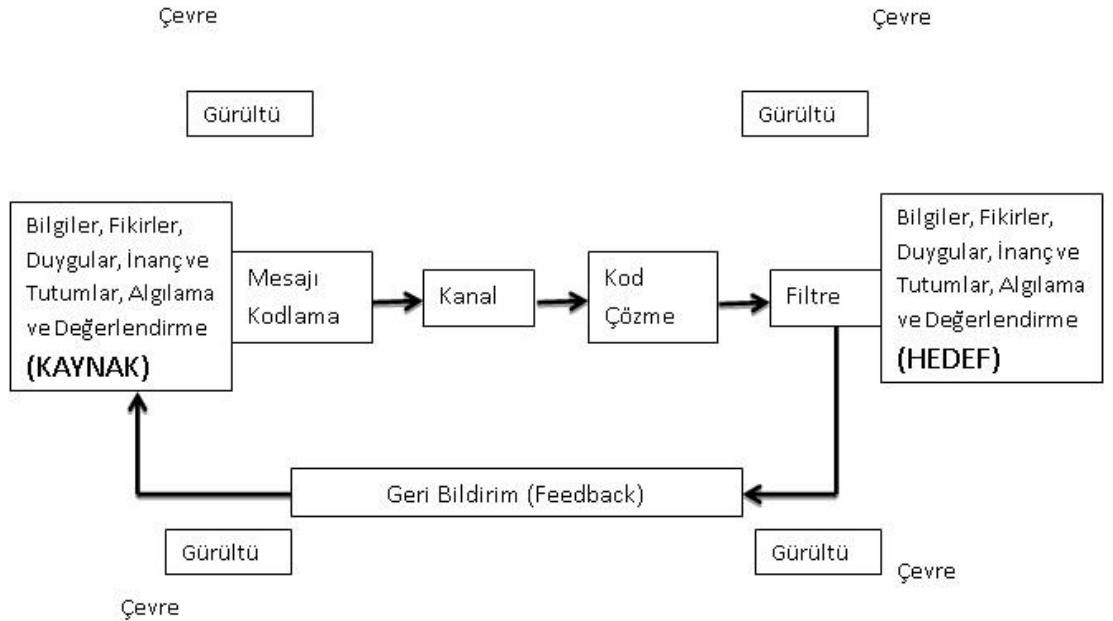 Çevre
Çevre
Gürültü
Gürültü
Bilgiler, Fikirler,
Duygular, İnanç ve
Tutumlar, Algılama
ve Değerlendirme
(KAYNAK)
Mesajı
Kodlama
Kanal
Kod
Çözme
Filtre
Bilgiler, Fikirler,
Duygular, İnanç ve
Tutumlar, Algılama
ve Değerlendirme
(HEDEF)
Geri Bildirim (Feedback)
Gürültü
Gürültü
Çevre
Çevre